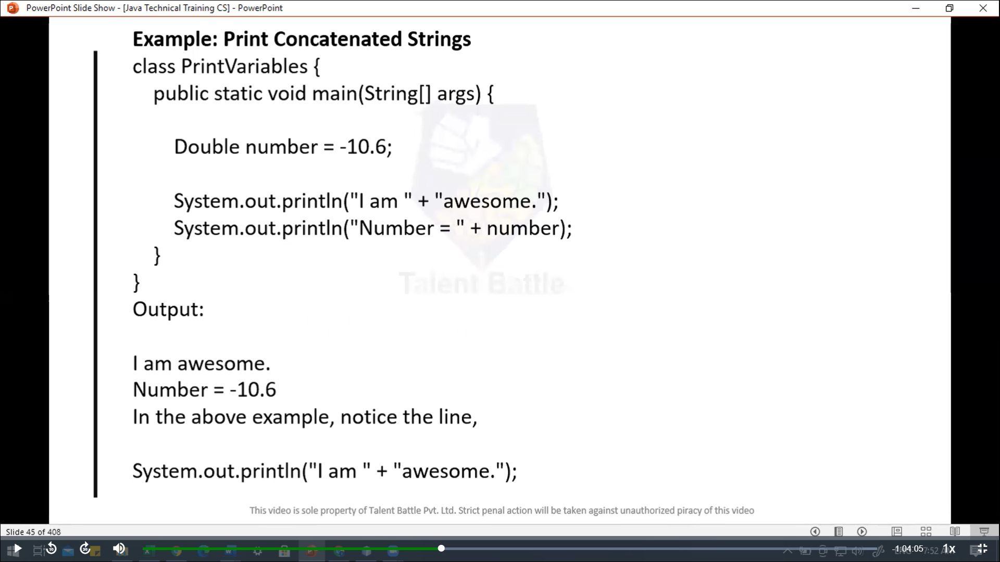 PowerPoint Slide Show - [Java Technical Training CS] - PowerPoint
Example: Print Concatenated Strings
class PrintVariables {
public static void main(String[] args) {
Double number = -10.6;
System.out.println("I am " + "awesome.");
System.out.println("Number = " + number);
}
}
Talent Battle
Output:
I am awesome.
Number = -10.6
In the above example, notice the line,
System.out.println("I am " + "awesome.");
This video is sole property of Talent Battle Pvt. Ltd. Strict penal action will be taken against unauthorized piracy of this video
Slide 45 of 408
10 30 -1:04:05 7:52 1x